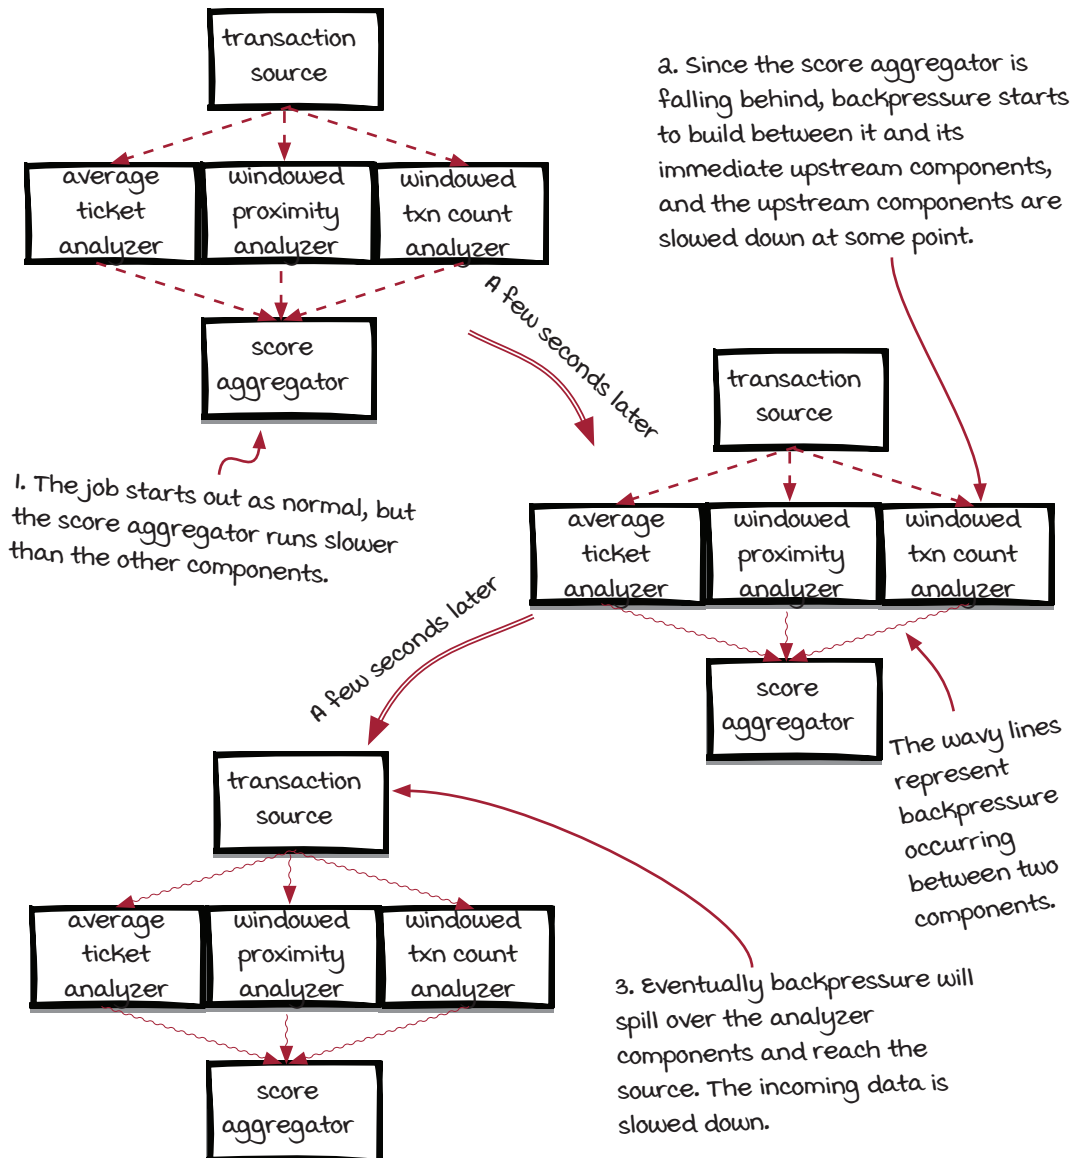 transaction
source
average
ticket
analyzer
windowed
proximity
analyzer
windowed
txn count
analyzer
score
aggregator
1. The job starts out as normal, but
the score aggregator runs slower
than the other components.
A few seconds later
2. Since the score aggregator is
falling behind, backpressure starts
to build between it and its
immediate upstream components,
and the upstream components are
slowed down at some point.
transaction
source
average
ticket
analyzer
windowed
proximity
analyzer
windowed
txn count
analyzer
score
aggregator
The wavy lines
represent
backpressure
occurring
between two
components.
A few seconds later
transaction
source
average
ticket
analyzer
windowed
proximity
analyzer
windowed
txn count
analyzer
score
aggregator
3. Eventually backpressure will
spill over the analyzer
components and reach the
source. The incoming data is
slowed down.